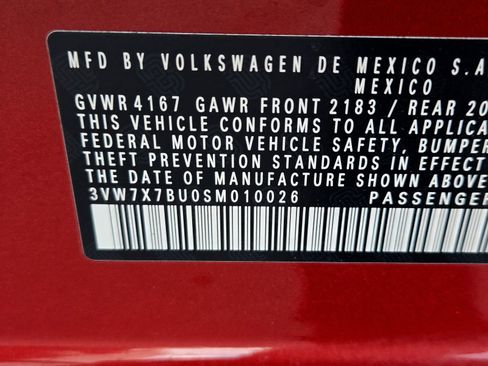 MFD BY VOLKSWAGEN DE MEXICO S.A
MEXICO
GVWR 4167 GAWR FRONT 2183 / REAR 20
THIS VEHICLE CONFORMS TO ALL APPLICA
FEDERAL MOTOR VEHICLE SAFETY, BUMPER
THEFT PREVENTION STANDARDS IN EFFECT
DATE OF MANUFACTURE SHOWN ABOVE.
3VW7X7BU0SM010026 PASSENGER